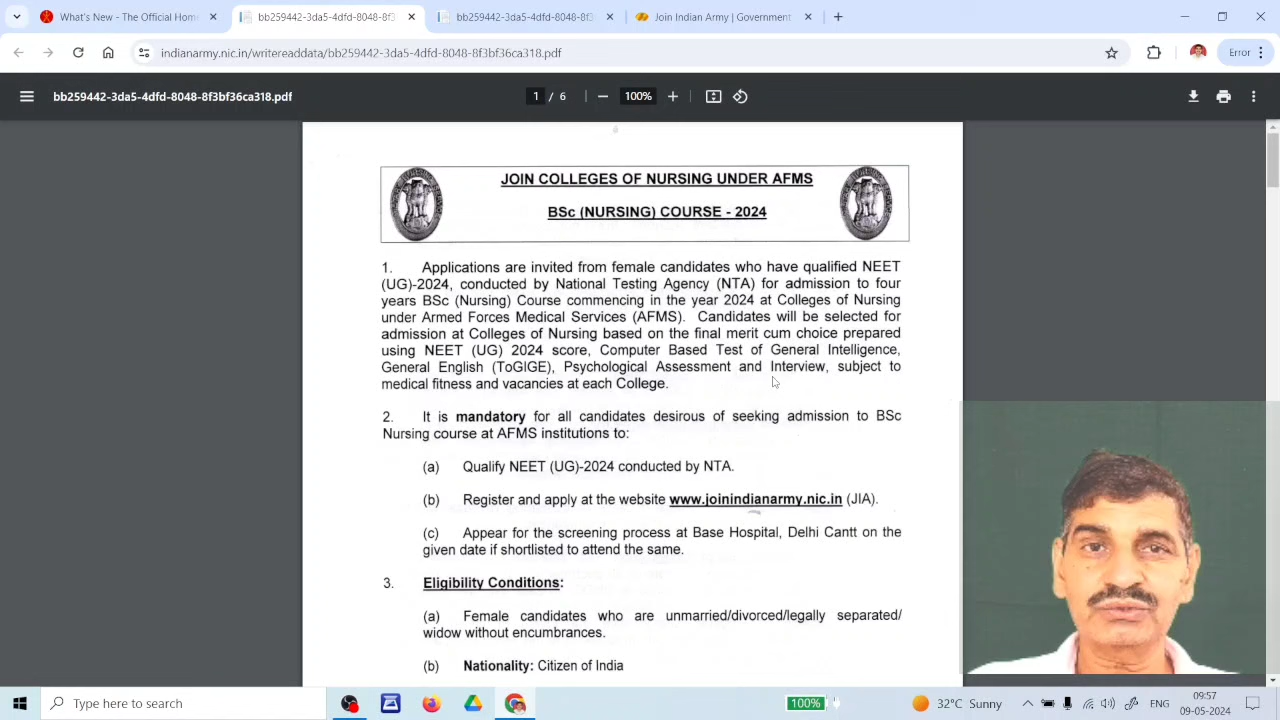 What's New - The Official Home
bb259442-3da5-4dfd-8048-8f3
bb259442-3da5-4dfd-8048-8f3
Join Indian Army | Government
indianarmy.nic.in/writereaddata/bb259442-3da5-4dfd-8048-8f3bf36ca318.pdf
Error
bb259442-3da5-4dfd-8048-8f3bf36ca318.pdf
1 / 6
100%
JOIN COLLEGES OF NURSING UNDER AFMS
BSc (NURSING) COURSE - 2024
1. Applications are invited from female candidates who have qualified NEET
(UG)-2024, conducted by National Testing Agency (NTA) for admission to four
years BSc (Nursing) Course commencing in the year 2024 at Colleges of Nursing
under Armed Forces Medical Services (AFMS). Candidates will be selected for
admission at Colleges of Nursing based on the final merit cum choice prepared
using NEET (UG) 2024 score, Computer Based Test of General Intelligence,
General English (ToGIGE), Psychological Assessment and Interview, subject to
medical fitness and vacancies at each College.
2. It is mandatory for all candidates desirous of seeking admission to BSc
Nursing course at AFMS institutions to:
(a) Qualify NEET (UG)-2024 conducted by NTA.
(b) Register and apply at the website www.joinindianarmy.nic.in (JIA).
(c) Appear for the screening process at Base Hospital, Delhi Cantt on the
given date if shortlisted to attend the same.
3. Eligibility Conditions:
(a) Female candidates who are unmarried/divorced/legally separated/
widow without encumbrances.
(b) Nationality: Citizen of India
Type here to search
100%
32°C Sunny
ENG
09:57
09-05-2024